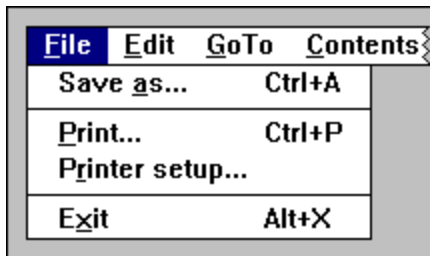 File Edit GoTo Contents
Save as... Ctrl+A
Print... Ctrl+P
Printer setup...
Exit Alt+X